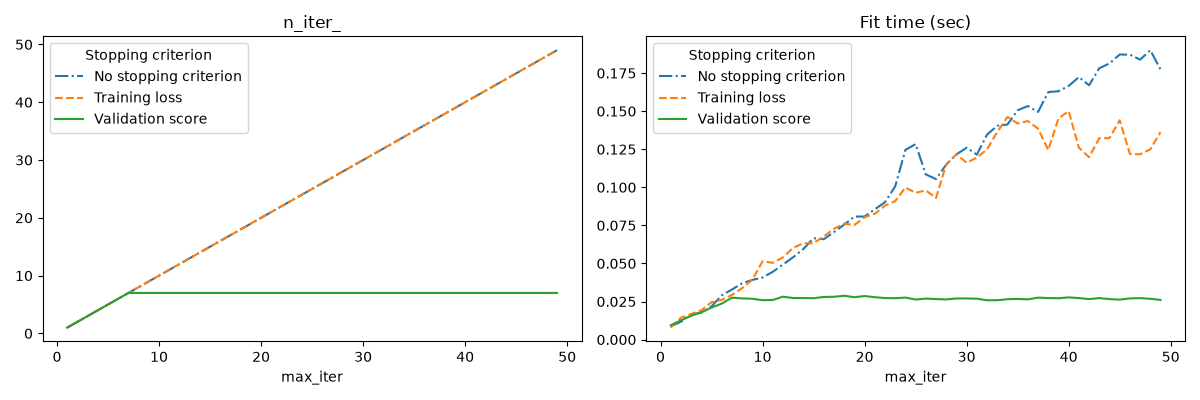 n_iter_
50
40
30
20
10
0
Stopping criterion
No stopping criterion
Training loss
Validation score
0 10 20 30 40 50
max_iter
Fit time (sec)
0.175
0.150
0.125
0.100
0.075
0.050
0.025
0.000
Stopping criterion
No stopping criterion
Training loss
Validation score
0 10 20 30 40 50
max_iter